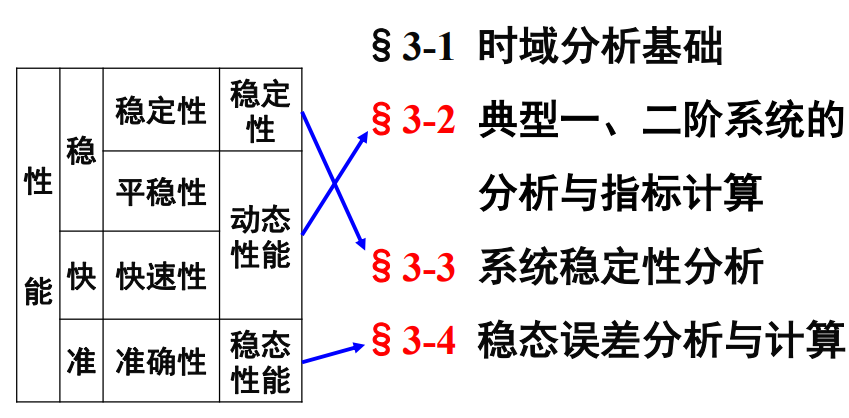 §3-1 时域分析基础
性能
稳
稳定性
稳定
性
§3-2 典型一、二阶系统的
分析与指标计算
平稳性
动态
性能
快
快速性
§3-3 系统稳定性分析
准
准确性
稳态
性能
§3-4 稳态误差分析与计算